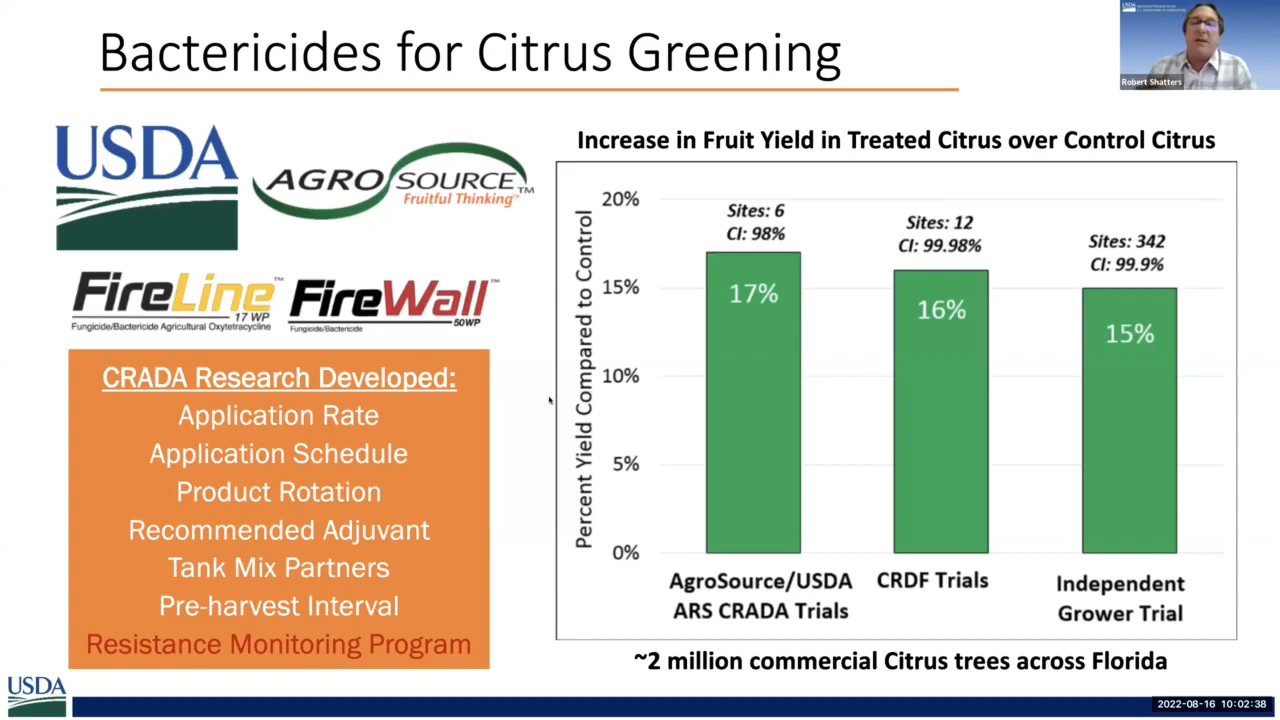 Bactericides for Citrus Greening
Robert Shatters
USDA
AGROSOURCE™
Fruitful Thinking™
FireLine™
17 WP
Fungicide/Bactericide Agricultural Oxytetracycline
FireWall™
50WP
Fungicide/Bactericide
CRADA Research Developed:
Application Rate
Application Schedule
Product Rotation
Recommended Adjuvant
Tank Mix Partners
Pre-harvest Interval
Resistance Monitoring Program
Increase in Fruit Yield in Treated Citrus over Control Citrus
Percent Yield Compared to Control
20%
15%
10%
5%
0%
Sites: 6
CI: 98%
17%
Sites: 12
CI: 99.98%
16%
Sites: 342
CI: 99.9%
15%
AgroSource/USDA
ARS CRADA Trials
CRDF Trials
Independent
Grower Trial
~2 million commercial Citrus trees across Florida
USDA
2022-08-16 10:02:38